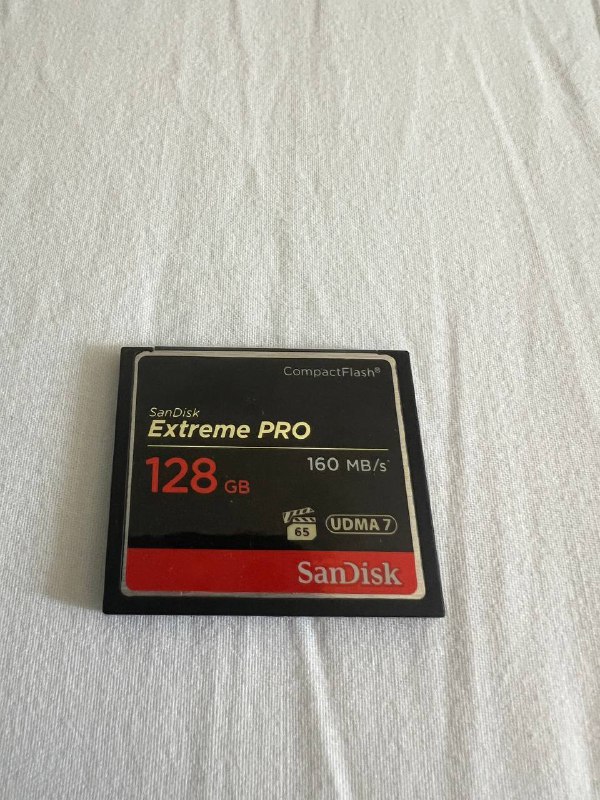 CompactFlash®
SanDisk
Extreme PRO
128 GB
160 MB/s
65
UDMA 7
SanDisk